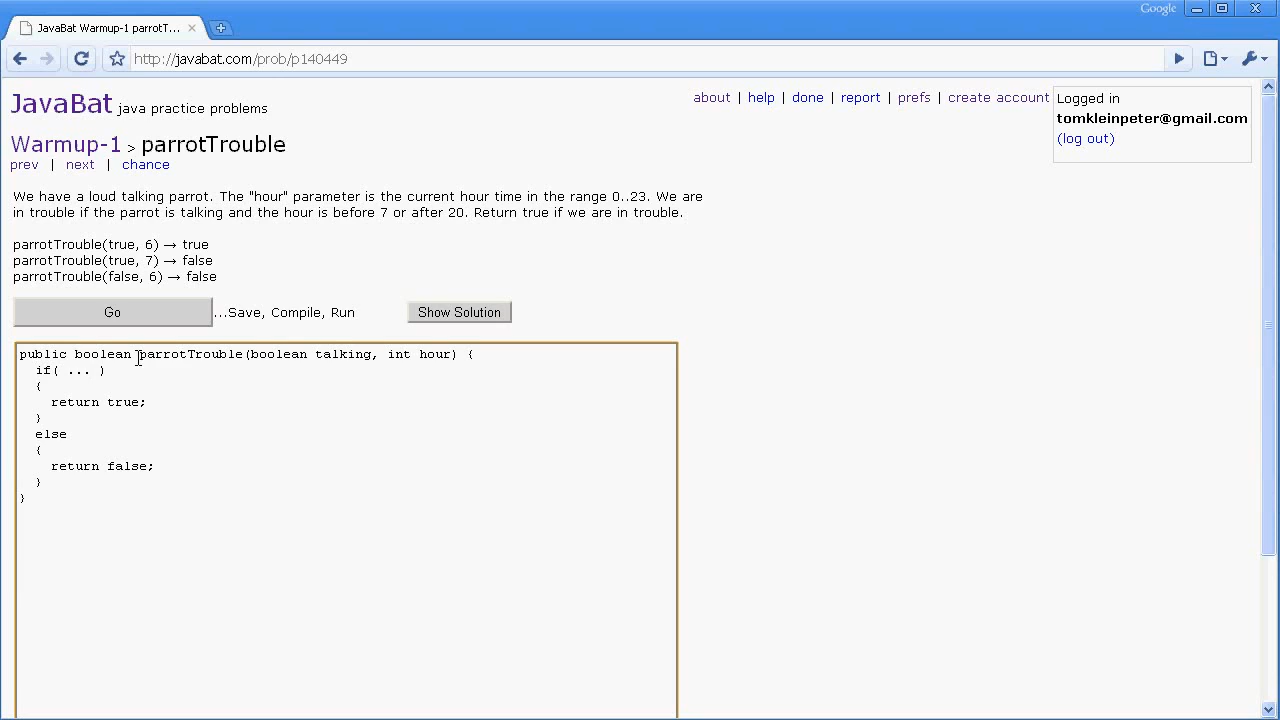 Google
JavaBat Warmup-1 parrotT...
http://javabat.com/prob/p140449
JavaBat java practice problems
about | help | done | report | prefs | create account
Logged in
tomkleinpeter@gmail.com
(log out)
Warmup-1 > parrotTrouble
prev | next | chance
We have a loud talking parrot. The "hour" parameter is the current hour time in the range 0..23. We are
in trouble if the parrot is talking and the hour is before 7 or after 20. Return true if we are in trouble.
parrotTrouble(true, 6) → true
parrotTrouble(true, 7) → false
parrotTrouble(false, 6) → false
Go ...Save, Compile, Run Show Solution
public boolean parrotTrouble(boolean talking, int hour) {
if( ... )
{
return true;
}
else
{
return false;
}
}